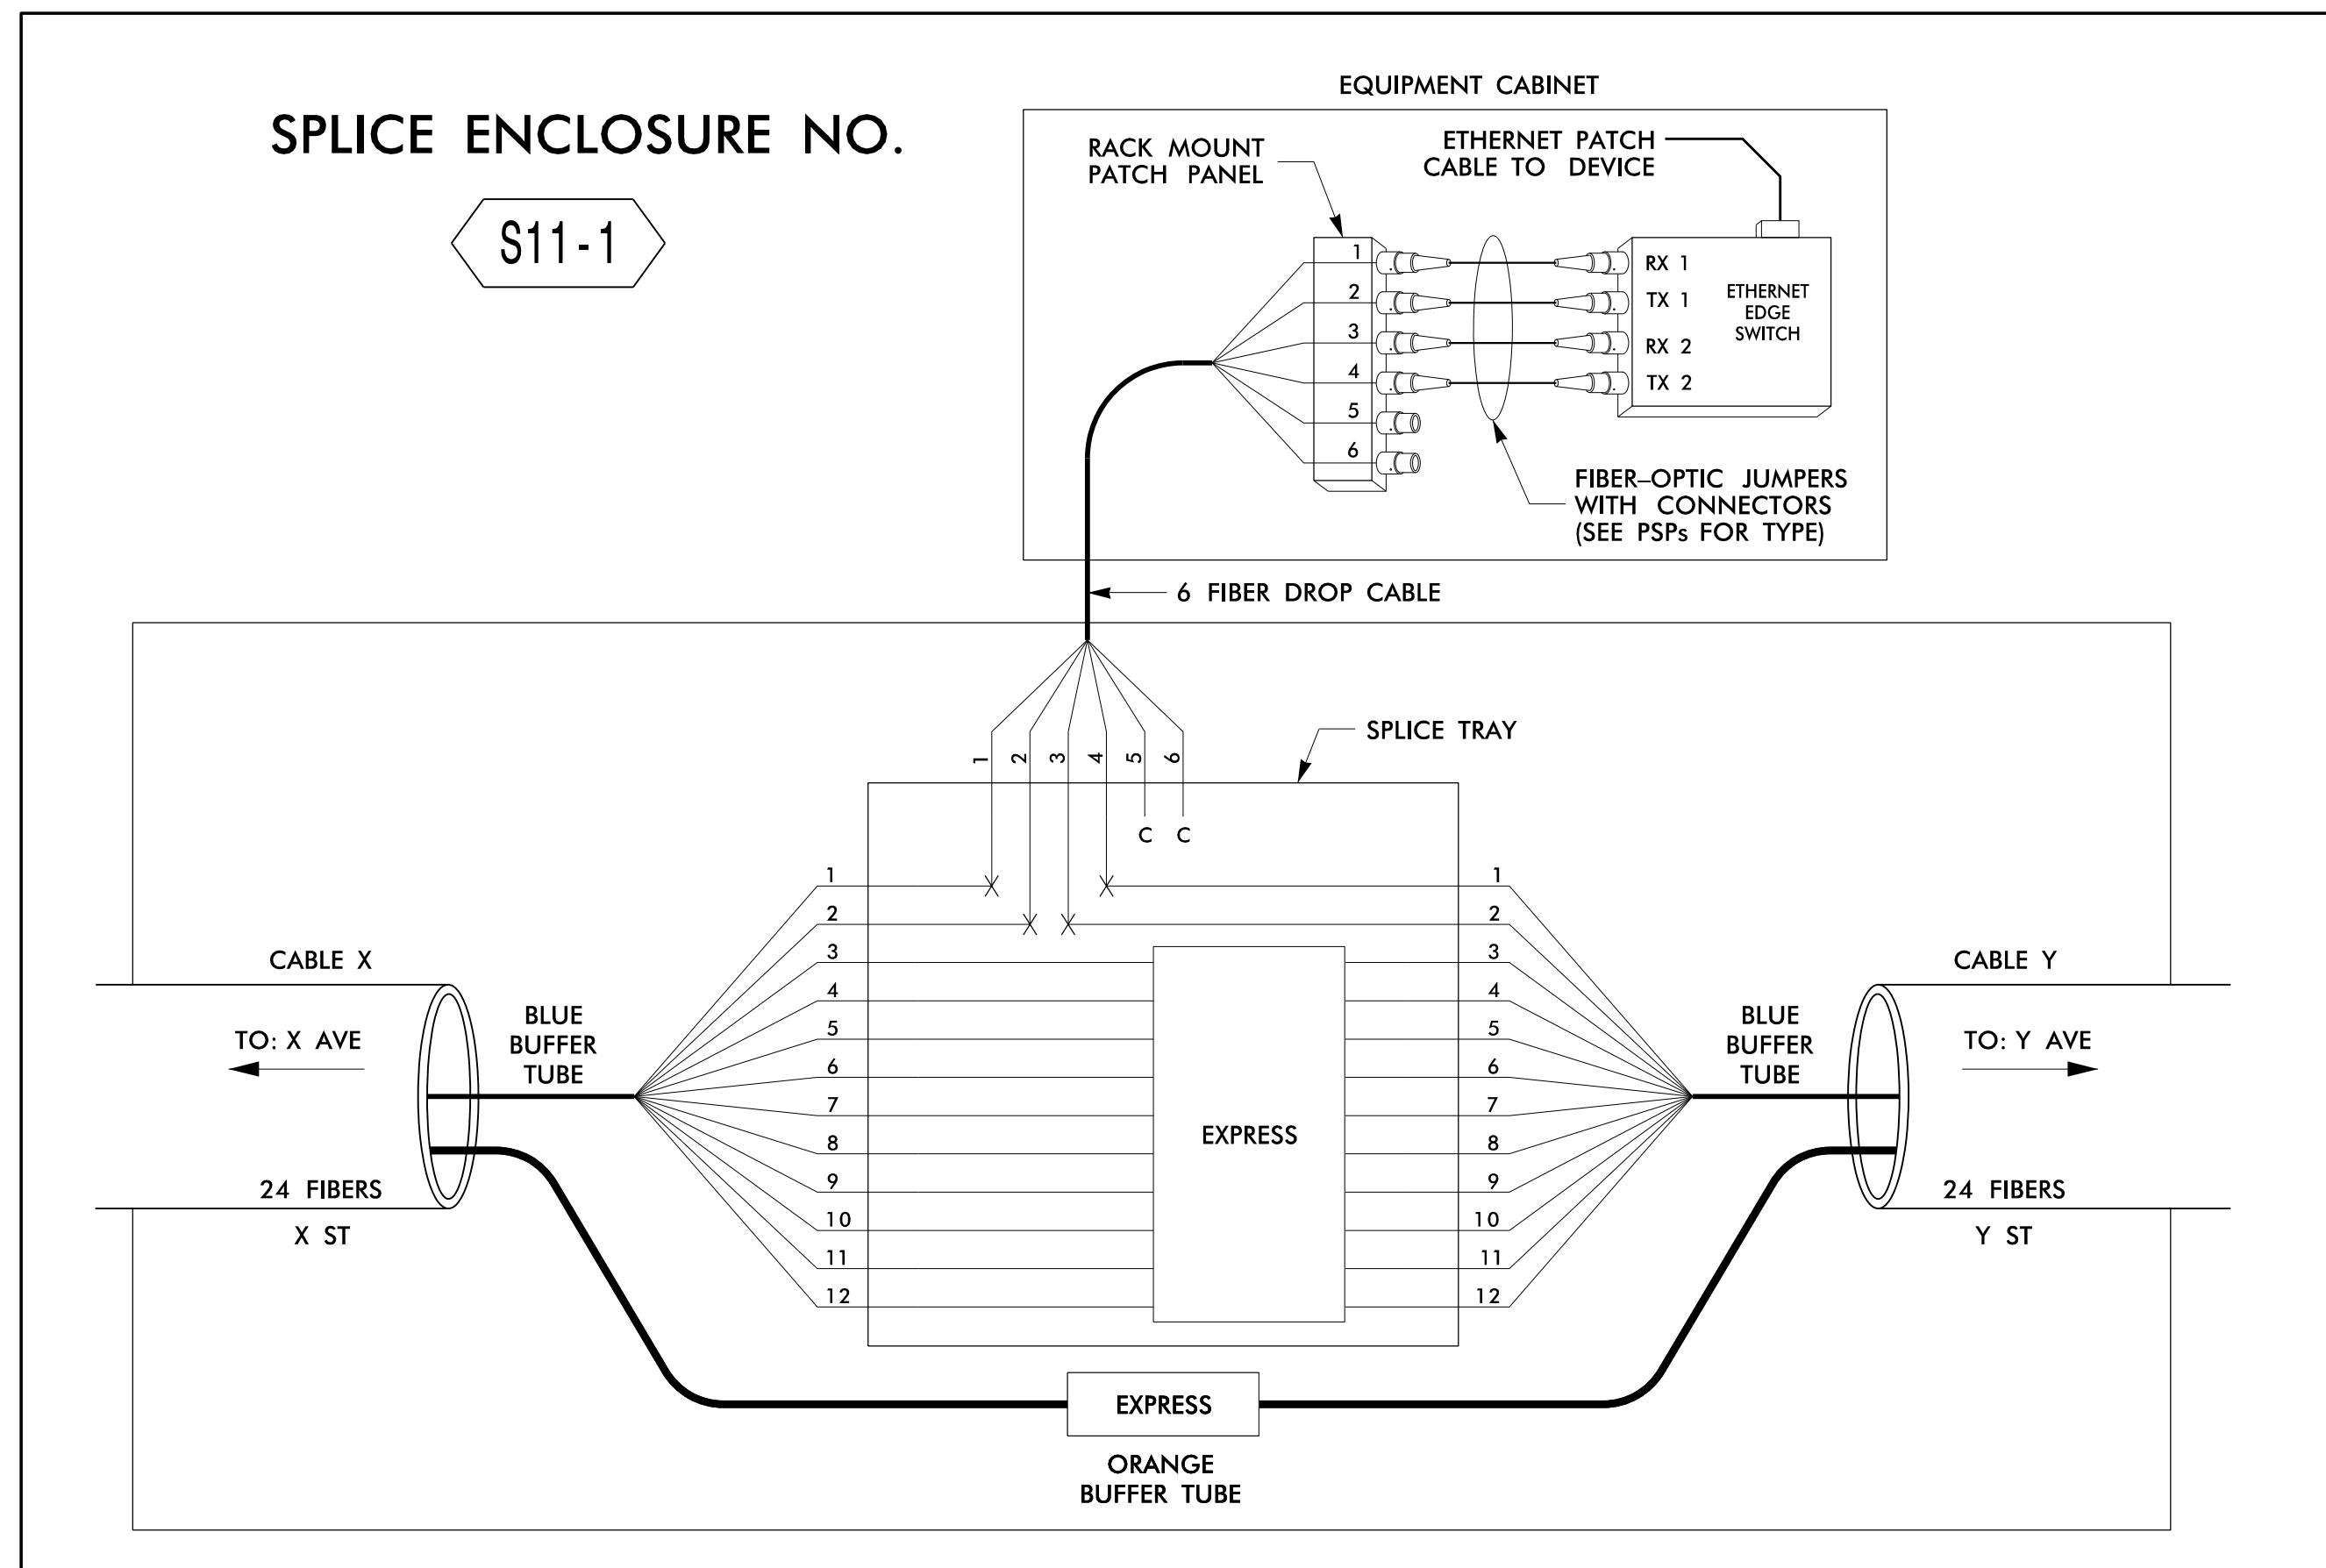 SPLICE ENCLOSURE NO.
S11-1
EQUIPMENT CABINET
RACK MOUNT
PATCH PANEL
ETHERNET PATCH
CABLE TO DEVICE
1
2
3
4
5
6
RX 1
TX 1
RX 2
TX 2
ETHERNET
EDGE
SWITCH
FIBER-OPTIC JUMPERS
WITH CONNECTORS
(SEE PSPs FOR TYPE)
6 FIBER DROP CABLE
SPLICE TRAY
1
2
3
4
5
6
C C
CABLE X
TO: X AVE
24 FIBERS
X ST
BLUE
BUFFER
TUBE
1
2
3
4
5
6
7
8
9
10
11
12
EXPRESS
1
2
3
4
5
6
7
8
9
10
11
12
BLUE
BUFFER
TUBE
CABLE Y
TO: Y AVE
24 FIBERS
Y ST
EXPRESS
ORANGE
BUFFER TUBE